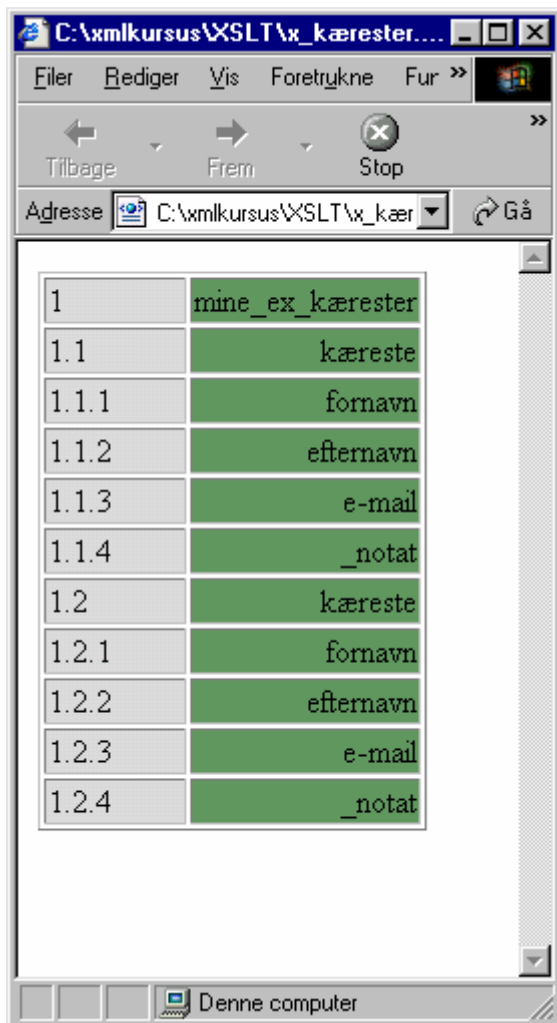 C:\xmlkursus\XSLT\x_kærester....
Filer Rediger Vis Foretrukne Fur »
»
Tilbage Frem Stop
Adresse C:\xmlkursus\XSLT\x_kær Gå
1 mine_ex_kærester
1.1 kæreste
1.1.1 fornavn
1.1.2 efternavn
1.1.3 e-mail
1.1.4 _notat
1.2 kæreste
1.2.1 fornavn
1.2.2 efternavn
1.2.3 e-mail
1.2.4 _notat
Denne computer